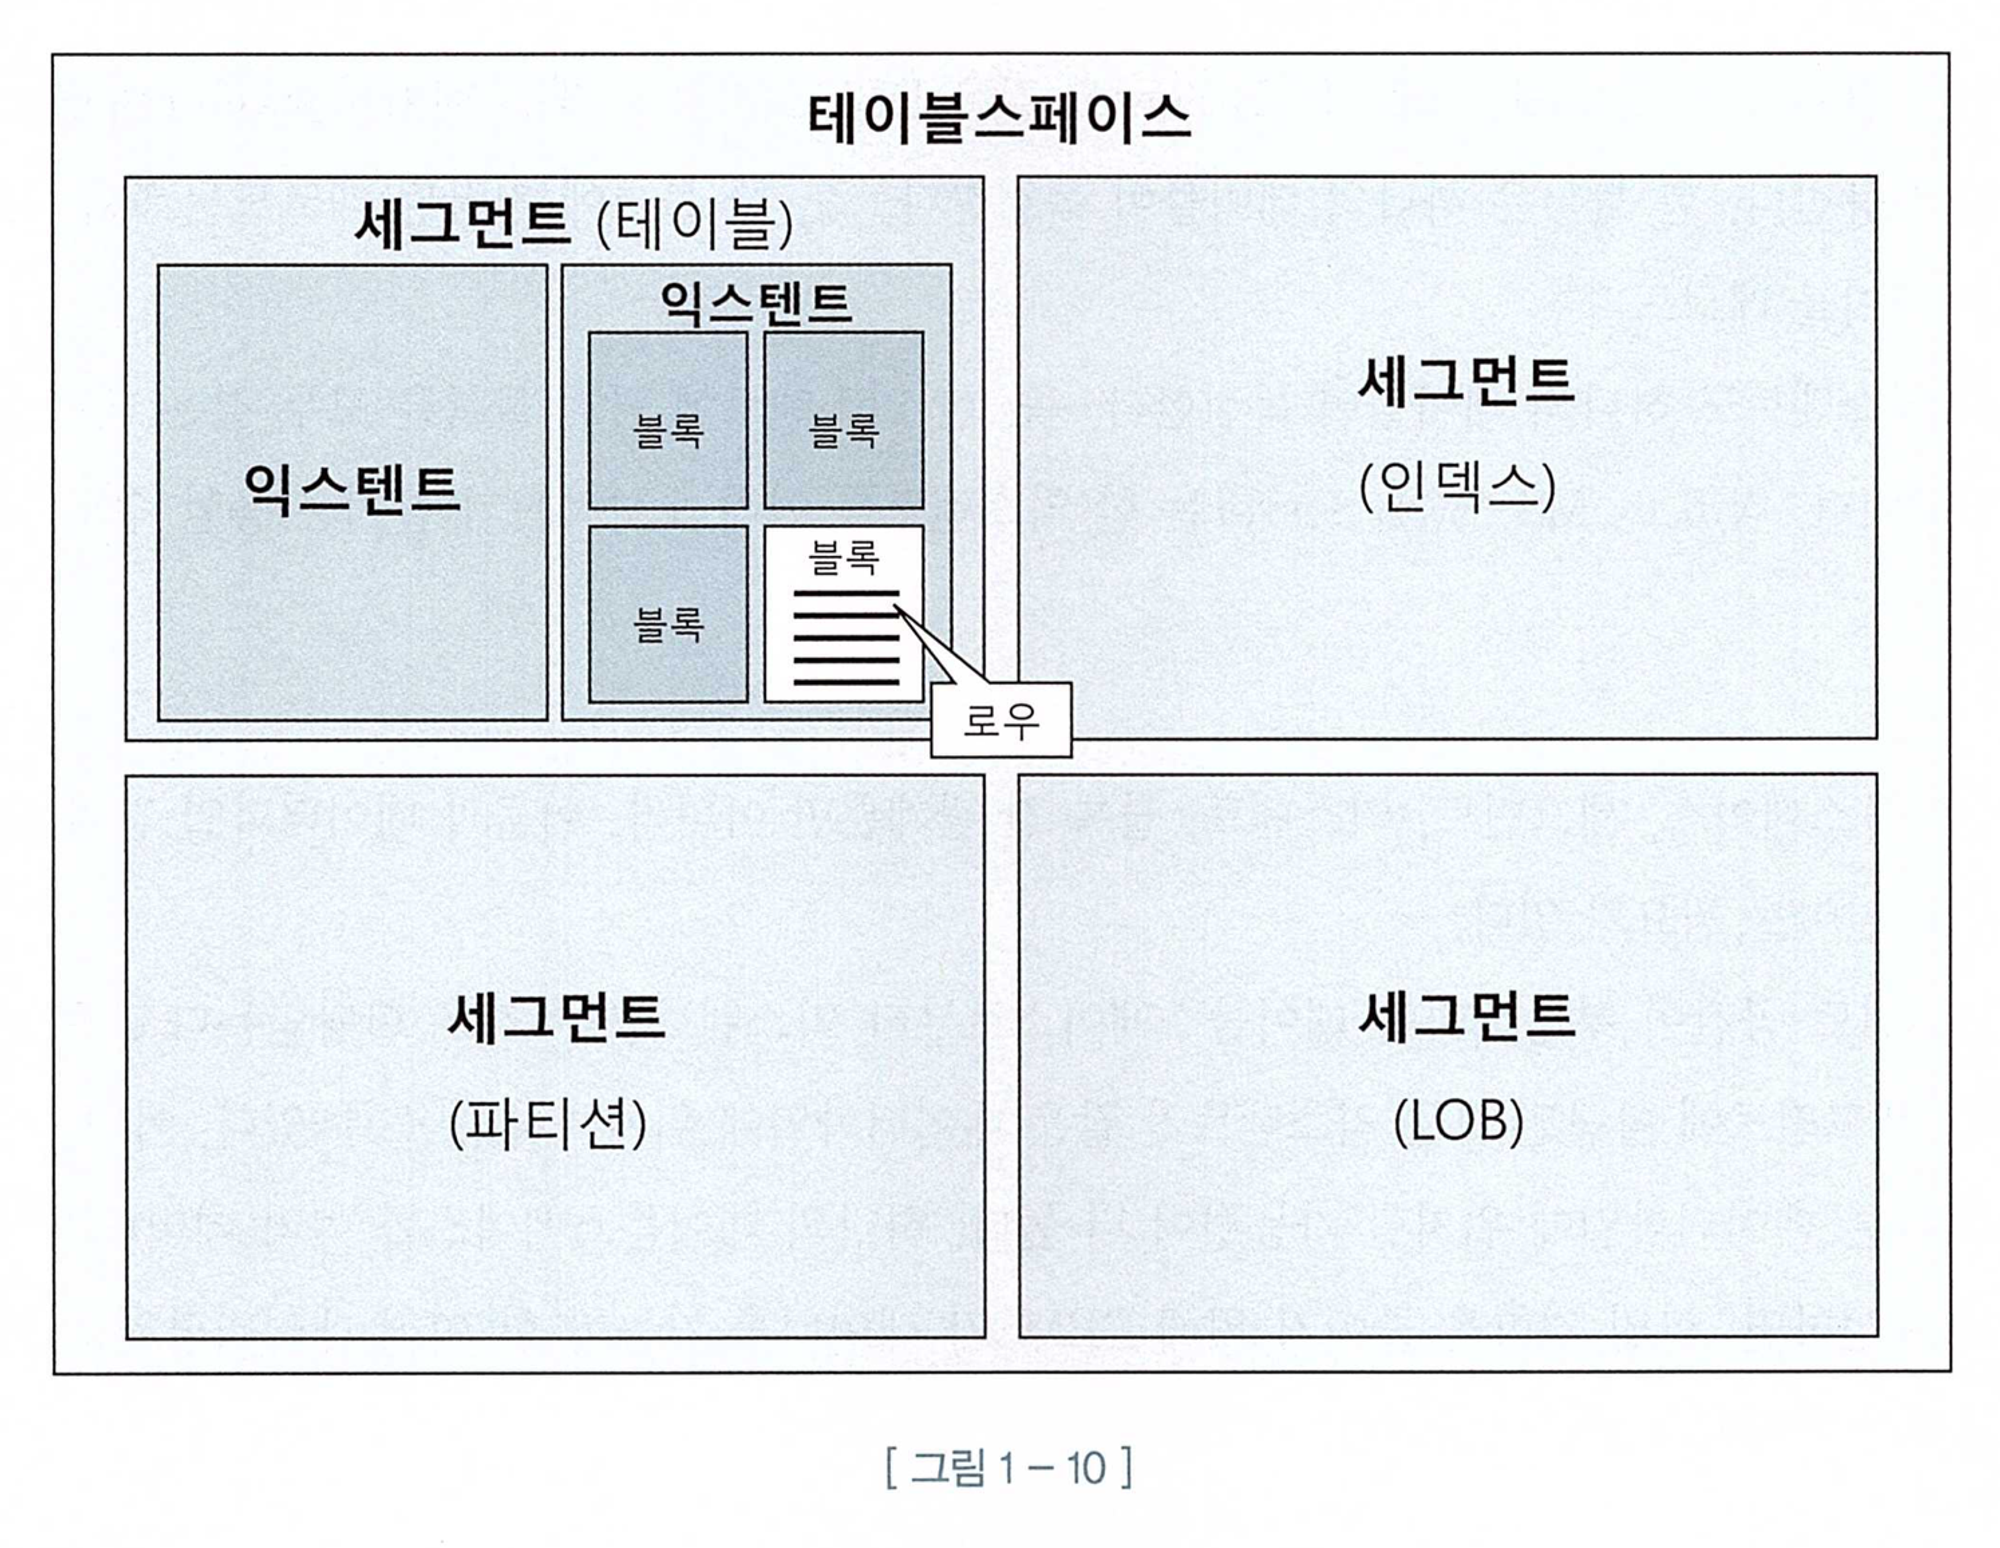 테이블스페이스
세그먼트 (테이블)
익스텐트
익스텐트
블록
블록
블록
블록
로우
세그먼트
(인덱스)
세그먼트
(파티션)
세그먼트
(LOB)
[ 그림 1 – 10 ]